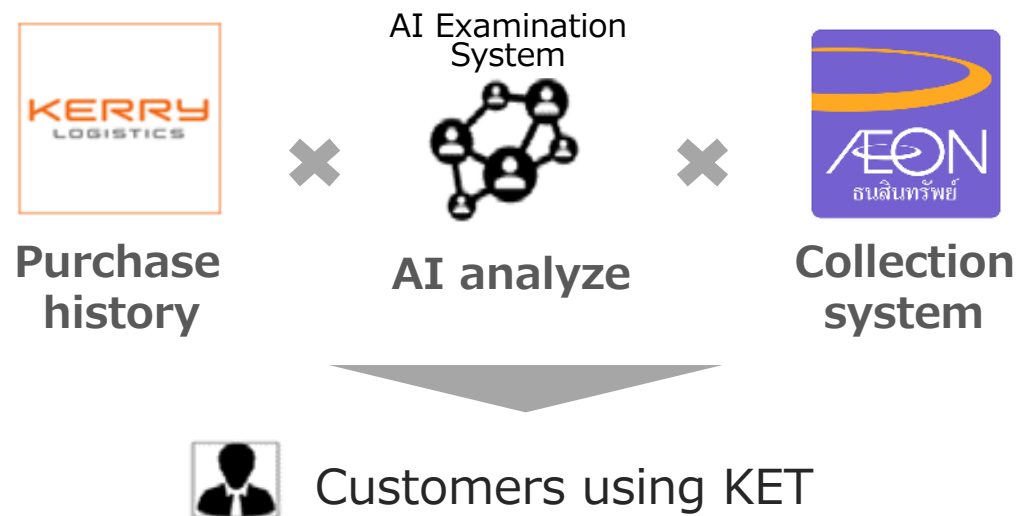 AI Examination
System
KERRY
LOGISTICS
ÆON
ธนสินทรัพย์
Purchase
history
AI analyze
Collection
system
Customers using KET